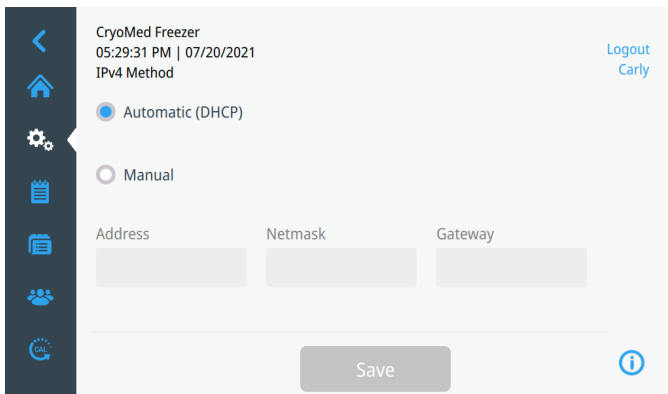 CryoMed Freezer
05:29:31 PM | 07/20/2021
IPv4 Method
Logout
Carly
Automatic (DHCP)
Manual
Address Netmask Gateway
CAL
Save